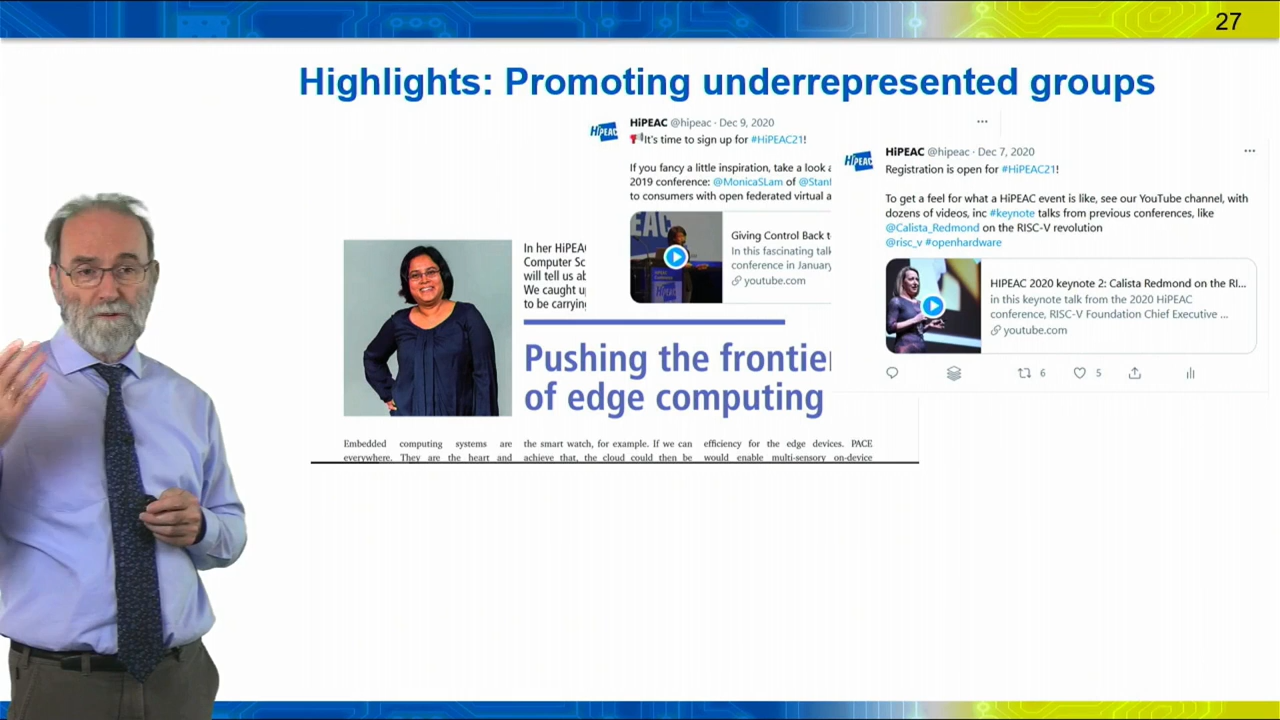 27
Highlights: Promoting underrepresented groups
HiPEAC @hipeac · Dec 9, 2020
It's time to sign up for #HiPEAC21!
If you fancy a little inspiration, take a look a
2019 conference: @MonicaSLam of @Stanf
to consumers with open federated virtual a
HiPEAC
Giving Control Back t
In this fascinating talk
conference in January
youtube.com
HiPEAC
HiPEAC @hipeac · Dec 7, 2020
Registration is open for #HiPEAC21!
To get a feel for what a HiPEAC event is like, see our YouTube channel, with
dozens of videos, inc #keynote talks from previous conferences, like
@Calista_Redmond on the RISC-V revolution
@risc_v #openhardware
HIPEAC 2020 keynote 2: Calista Redmond on the RI...
in this keynote talk from the 2020 HiPEAC
conference, RISC-V Foundation Chief Executive ...
youtube.com
6
5
In her HiPEA
Computer Sc
will tell us ab
We caught u
to be carrying
Pushing the frontier
of edge computing
Embedded computing systems are
everywhere. They are the heart and
the smart watch, for example. If we can
achieve that, the cloud could then be
efficiency for the edge devices. PACE
would enable multi-sensory on-device